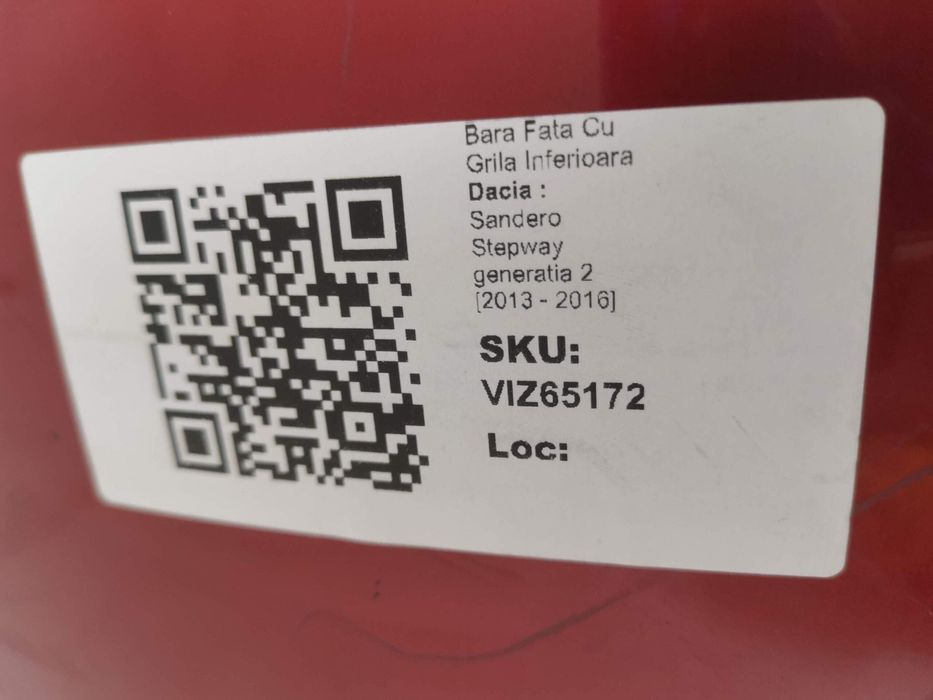 Bara Fata Cu
Grila Inferioara
Dacia :
Sandero
Stepway
generatia 2
[2013 - 2016]
SKU:
VIZ65172
Loc: